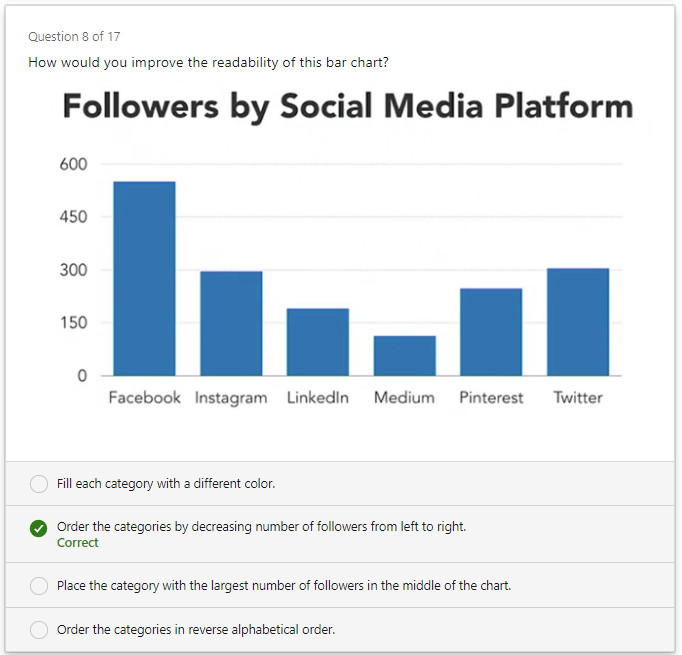 Question 8 of 17
How would you improve the readability of this bar chart?
Followers by Social Media Platform
600
450
300
150
0
Facebook Instagram LinkedIn Medium Pinterest Twitter
Fill each category with a different color.
Order the categories by decreasing number of followers from left to right.
Correct
Place the category with the largest number of followers in the middle of the chart.
Order the categories in reverse alphabetical order.